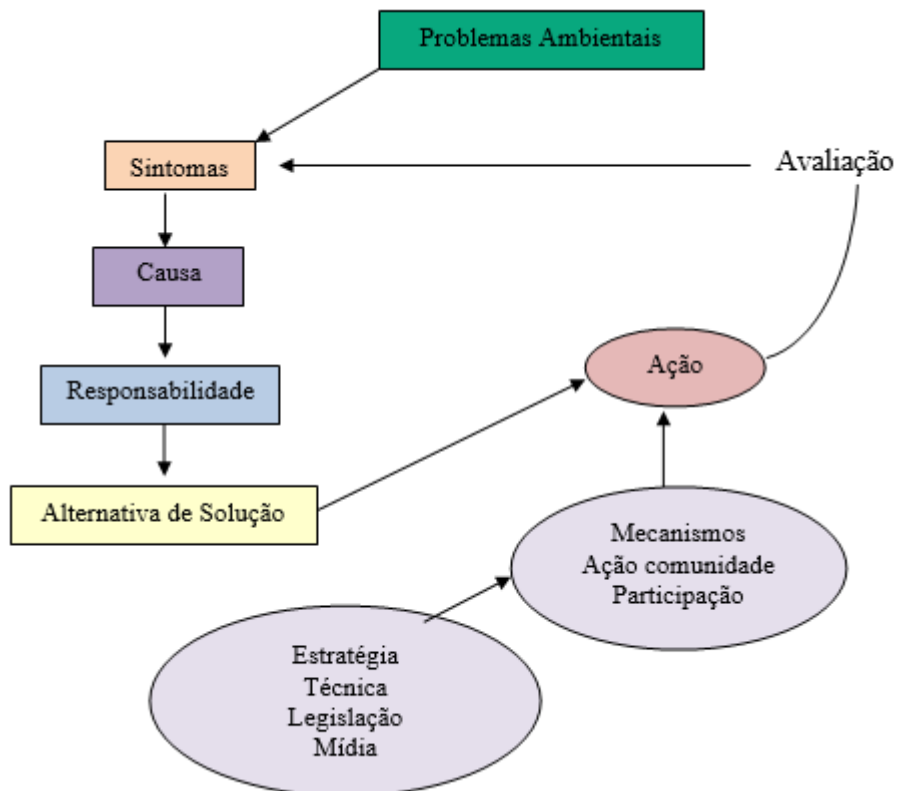 Problemas Ambientais
Sintomas
Avaliação
Causa
Ação
Responsabilidade
Alternativa de Solução
Mecanismos
Ação comunidade
Participação
Estratégia
Técnica
Legislação
Mídia